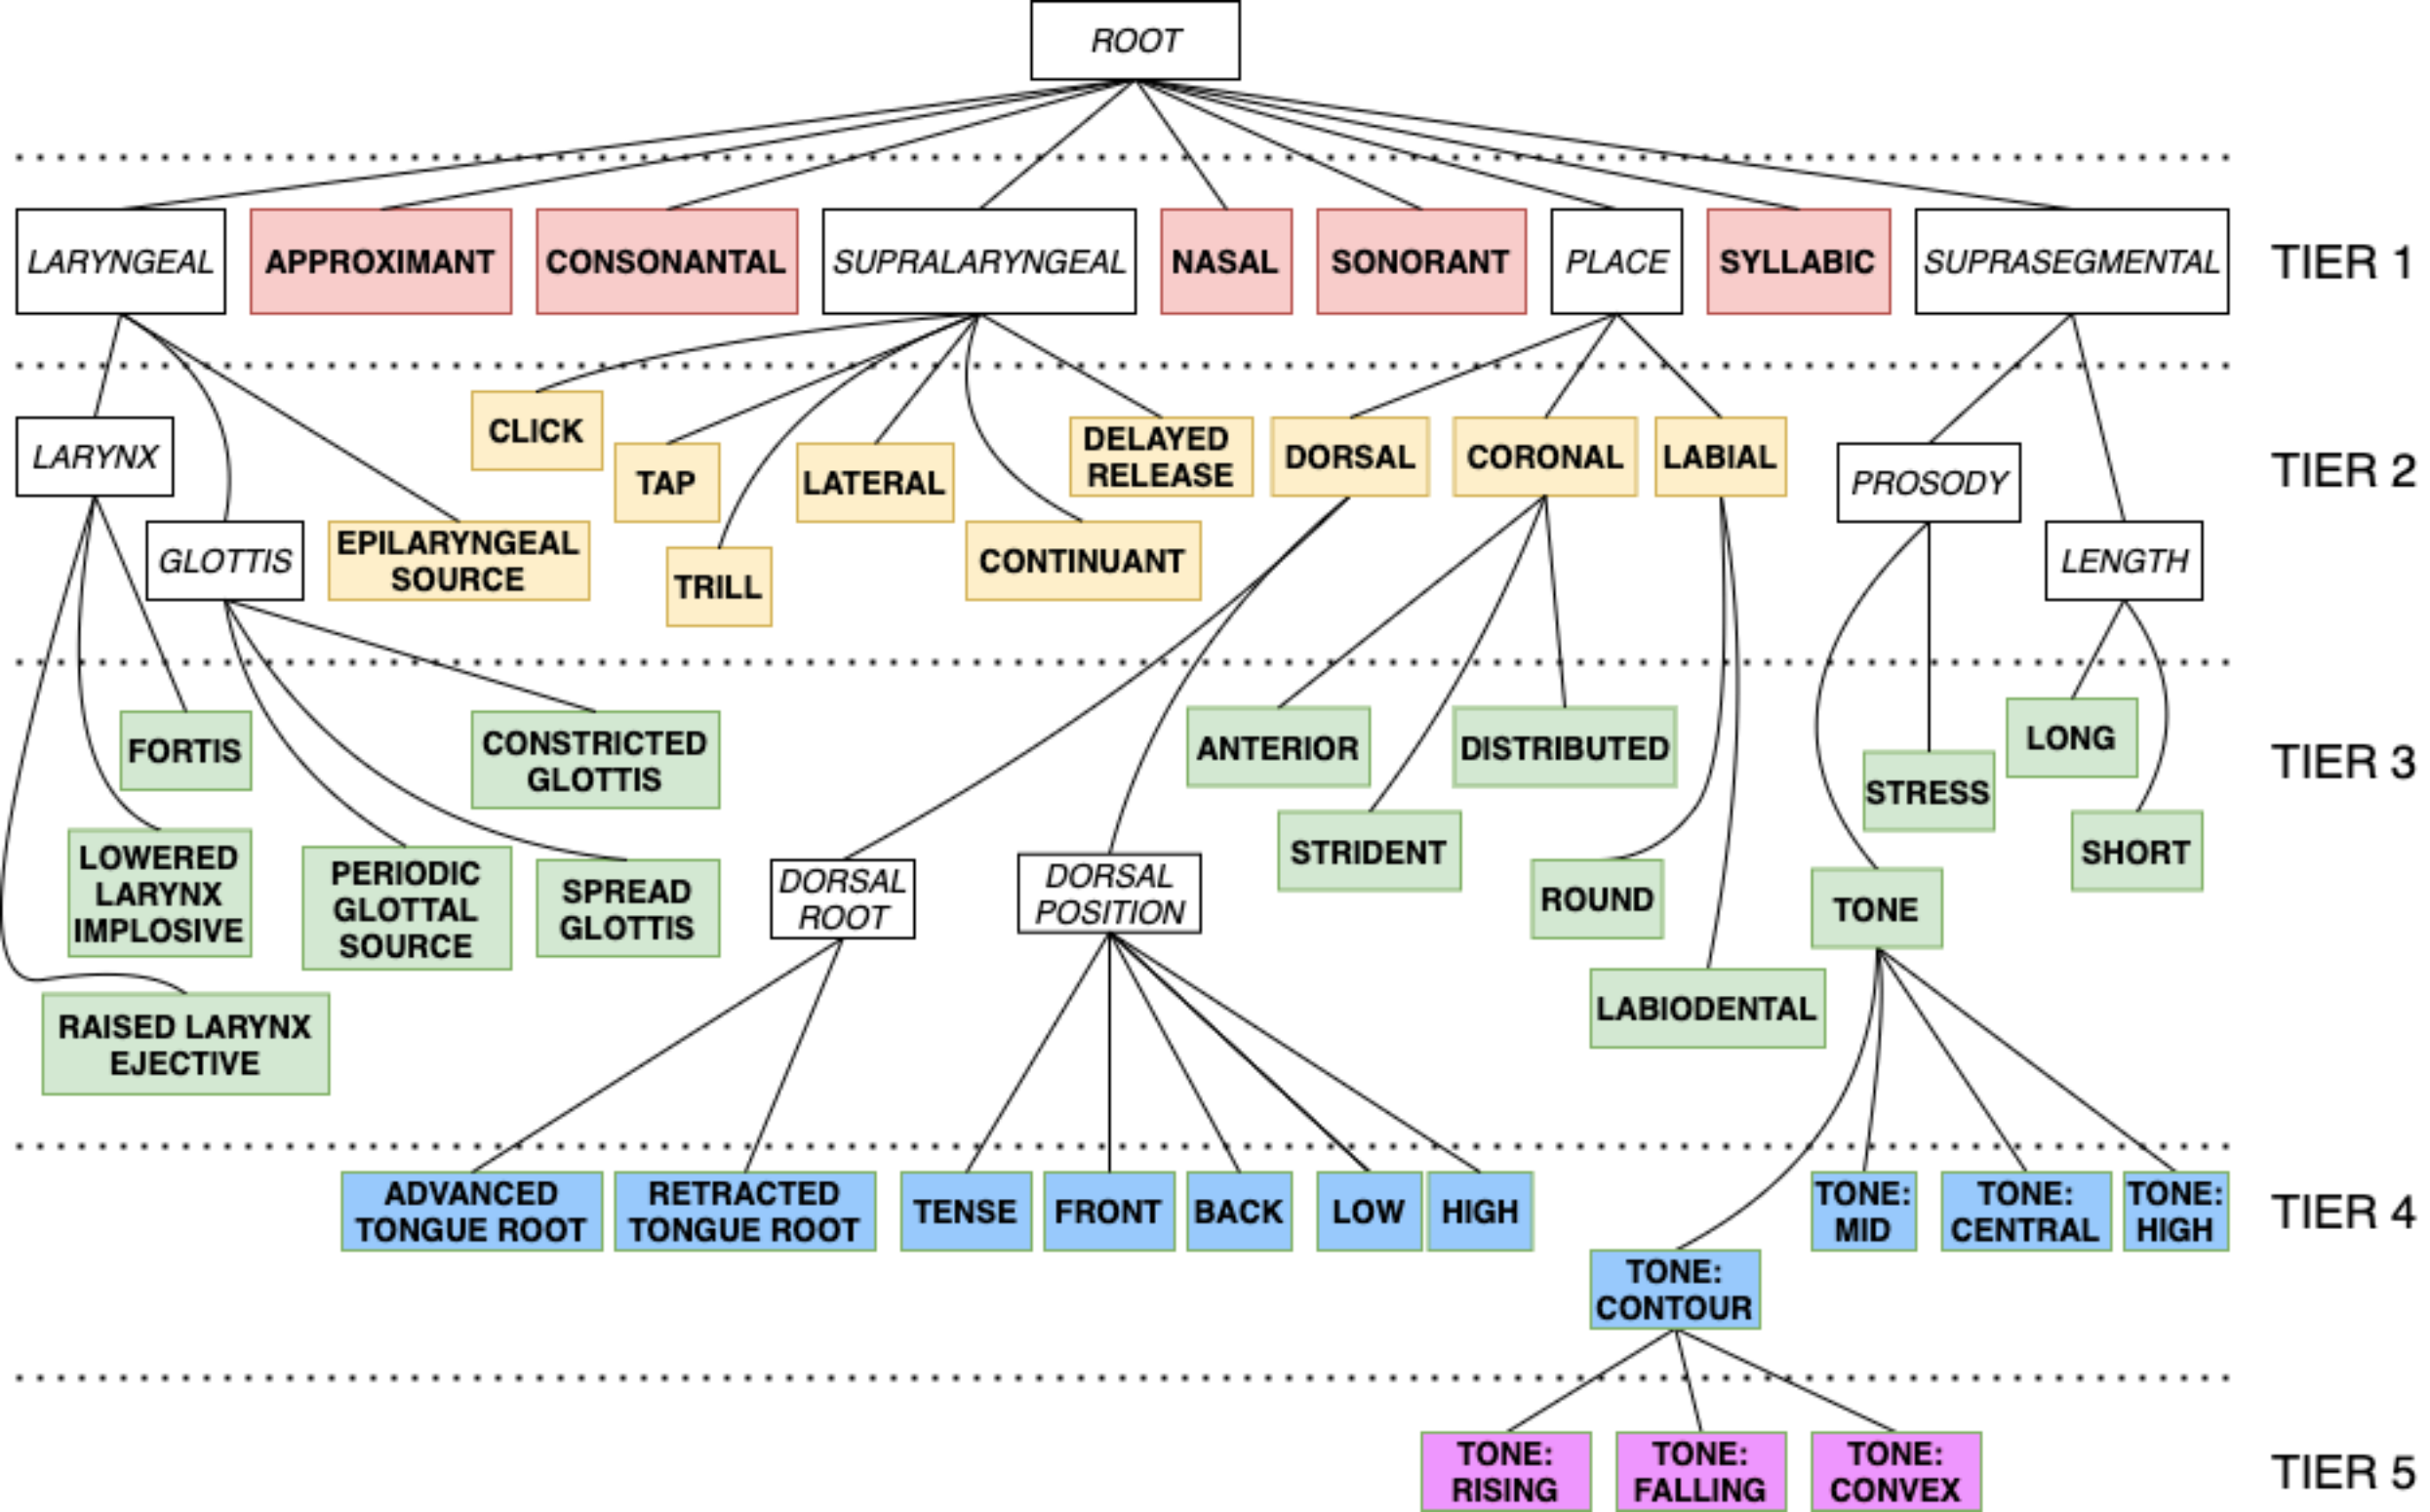 ROOT
LARYNGEAL
APPROXIMANT
CONSONANTAL
SUPRALARYNGEAL
NASAL
SONORANT
PLACE
SYLLABIC
SUPRASEGMENTAL
TIER 1
LARYNX
GLOTTIS
EPILARYNGEAL
SOURCE
CLICK
TAP
TRILL
LATERAL
CONTINUANT
DELAYED
RELEASE
DORSAL
CORONAL
LABIAL
PROSODY
LENGTH
TIER 2
FORTIS
LOWERED
LARYNX
IMPLOSIVE
RAISED LARYNX
EJECTIVE
CONSTRICTED
GLOTTIS
PERIODIC
GLOTTAL
SOURCE
SPREAD
GLOTTIS
DORSAL
ROOT
DORSAL
POSITION
ANTERIOR
STRIDENT
DISTRIBUTED
ROUND
LABIODENTAL
STRESS
TONE
LONG
SHORT
TIER 3
ADVANCED
TONGUE ROOT
RETRACTED
TONGUE ROOT
TENSE
FRONT
BACK
LOW
HIGH
TONE:
CONTOUR
TONE:
MID
TONE:
CENTRAL
TONE:
HIGH
TIER 4
TONE:
RISING
TONE:
FALLING
TONE:
CONVEX
TIER 5